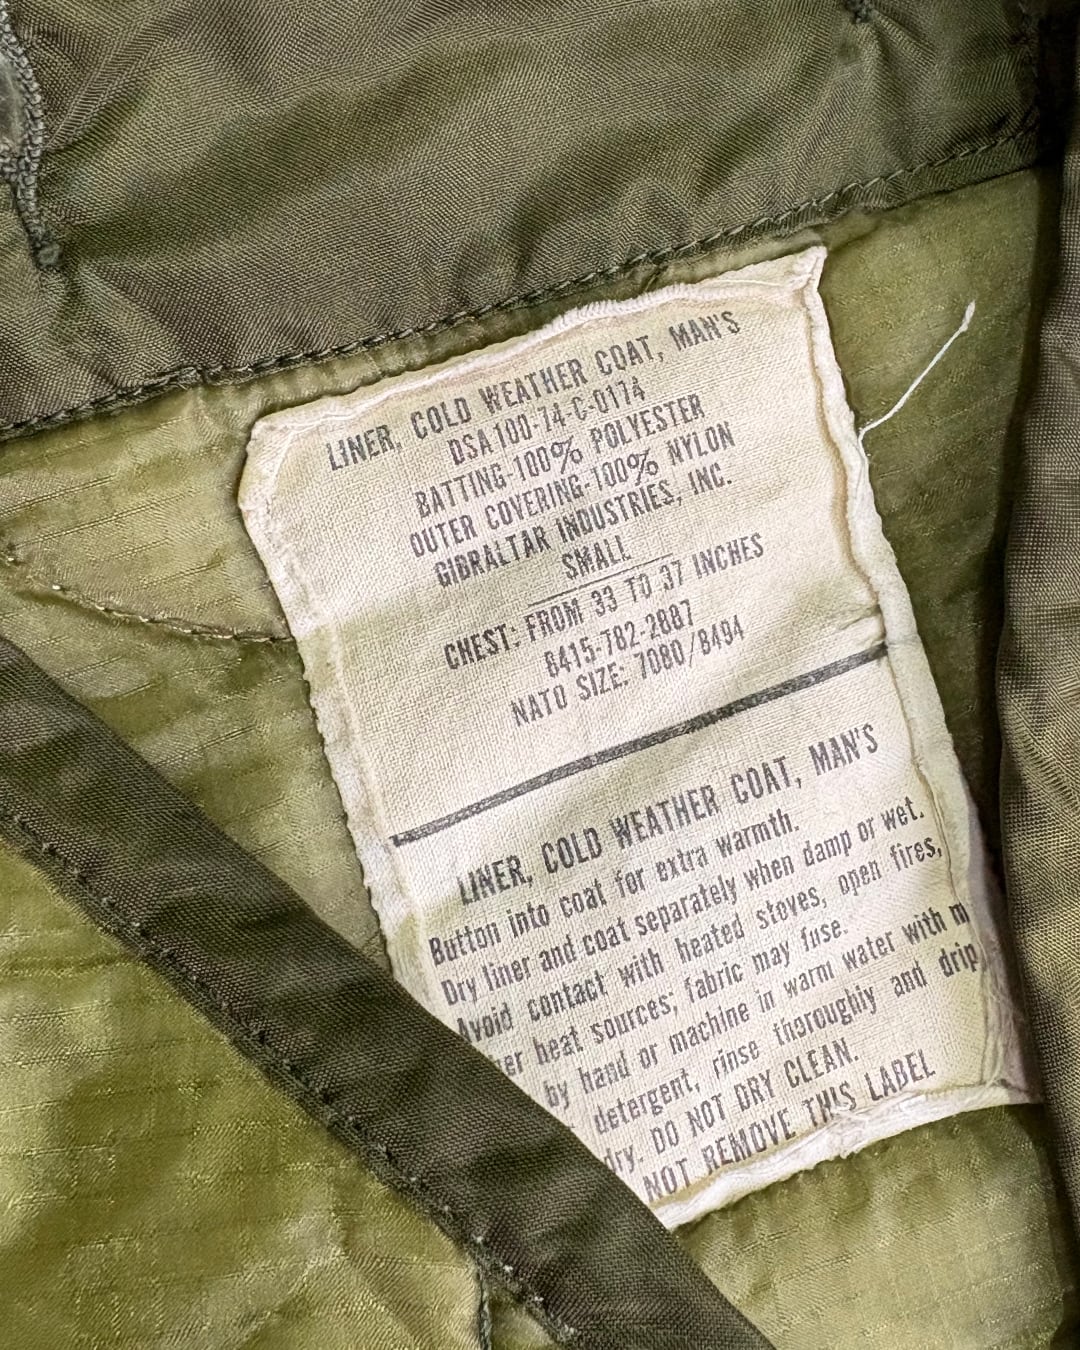 LINER, COLD WEATHER COAT, MAN'S
DSA 100-74-C-0174
BATTING-100% POLYESTER
OUTER COVERING-100% NYLON
GIBRALTAR INDUSTRIES, INC.
SMALL
CHEST: FROM 33 TO 37 INCHES
8415-782-2887
NATO SIZE: 7080/8494
LINER, COLD WEATHER COAT, MAN'S
Button into coat for extra warmth.
Dry liner and coat separately when damp or wet.
Avoid contact with heated stoves, open fires,
er heat sources; fabric may fuse.
by hand or machine in warm water with m
detergent, rinse thoroughly and drip
dry. DO NOT DRY CLEAN.
NOT REMOVE THIS LABEL